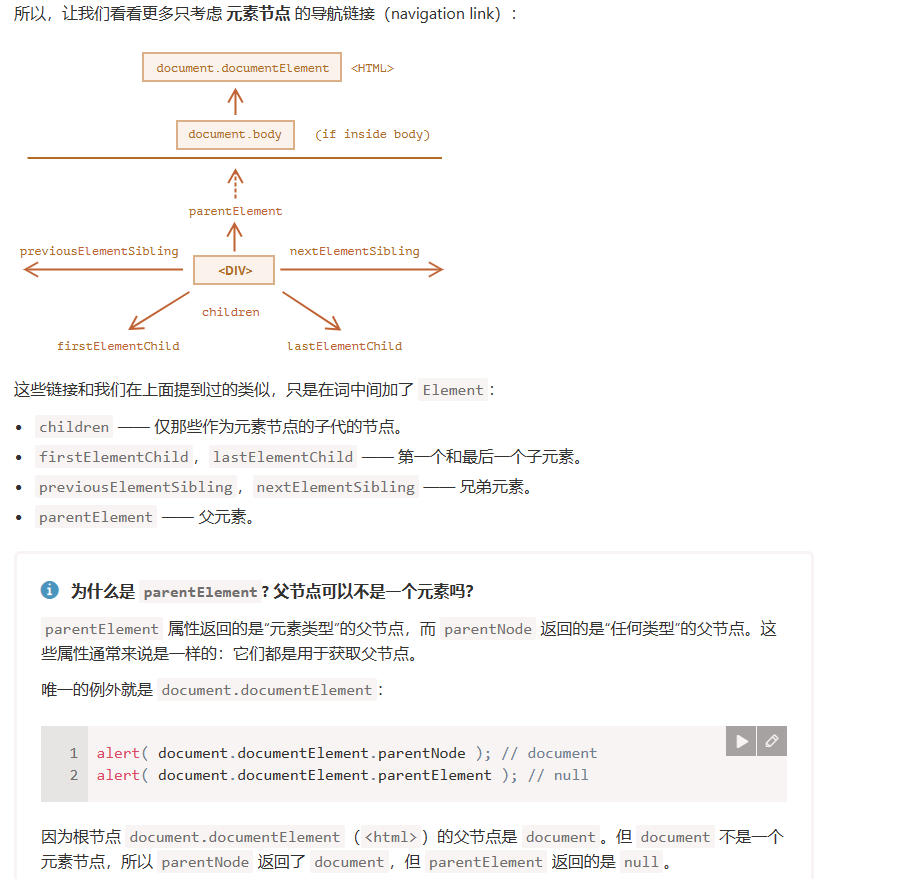 所以，让我们看看更多只考虑 元素节点 的导航链接（navigation link）：
document.documentElement <HTML>
document.body (if inside body)
parentElement
previousElementSibling nextElementSibling
<DIV>
children
firstElementChild lastElementChild
这些链接和我们在上面提到过的类似，只是在词中间加了 Element：
• children —— 仅那些作为元素节点的子代的节点。
• firstElementChild，lastElementChild —— 第一个和最后一个子元素。
• previousElementSibling，nextElementSibling —— 兄弟元素。
• parentElement —— 父元素。
为什么是 parentElement? 父节点可以不是一个元素吗?
parentElement 属性返回的是“元素类型”的父节点，而 parentNode 返回的是“任何类型”的父节点。这
些属性通常来说是一样的：它们都是用于获取父节点。
唯一的例外就是 document.documentElement：
1 alert( document.documentElement.parentNode ); // document
2 alert( document.documentElement.parentElement ); // null
因为根节点 document.documentElement（<html>）的父节点是 document。但 document 不是一个
元素节点，所以 parentNode 返回了 document，但 parentElement 返回的是 null。